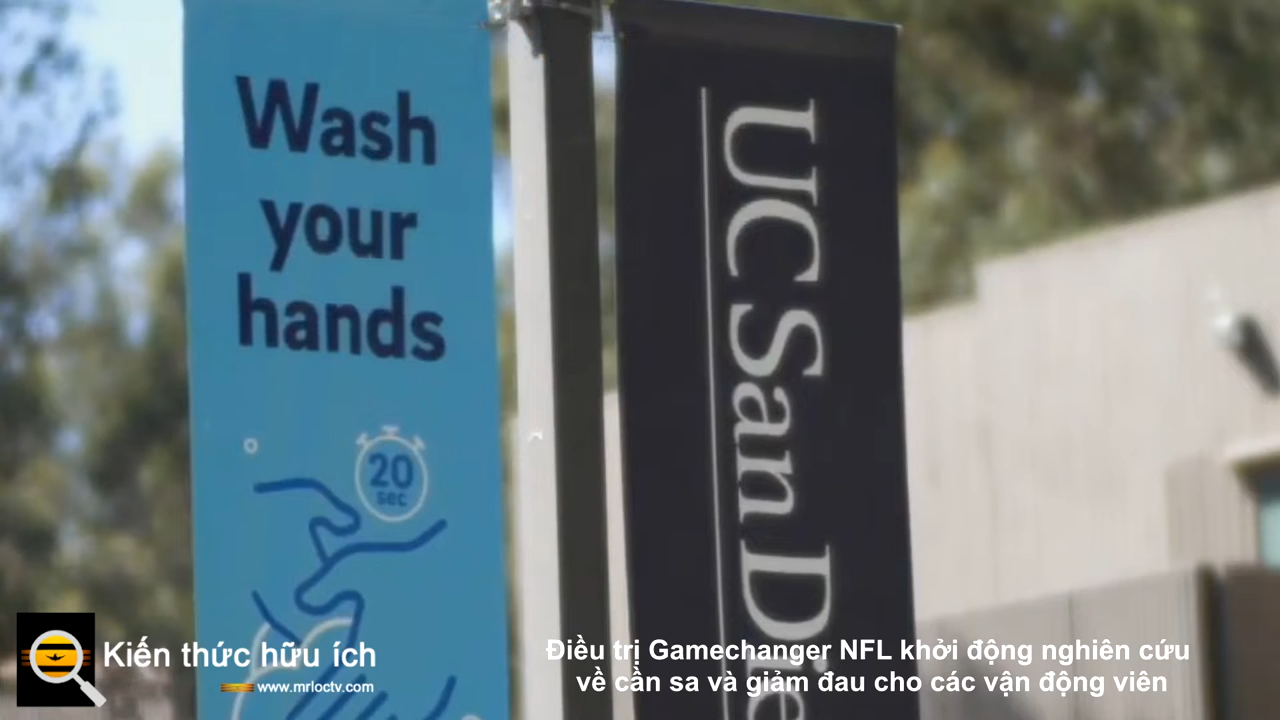 Wash
your
hands
20
sec
UC San Die
Kiến thức hữu ích
www.mrloctv.com
Điều trị Gamechanger NFL khởi động nghiên cứu
về cần sa và giảm đau cho các vận động viên